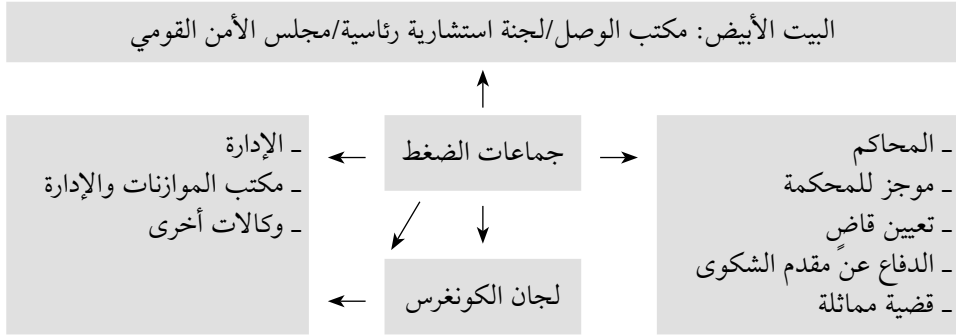 البيت الأبيض: مكتب الوصل/لجنة استشارية رئاسية/مجلس الأمن القومي
ـ المحاكم
ـ موجز للمحكمة
ـ تعيين قاضٍ
ـ الدفاع عن مقدم الشكوى
ـ قضية مماثلة
جماعات الضغط
ـ الإدارة
ـ مكتب الموازنات والإدارة
ـ وكالات أخرى
لجان الكونغرس